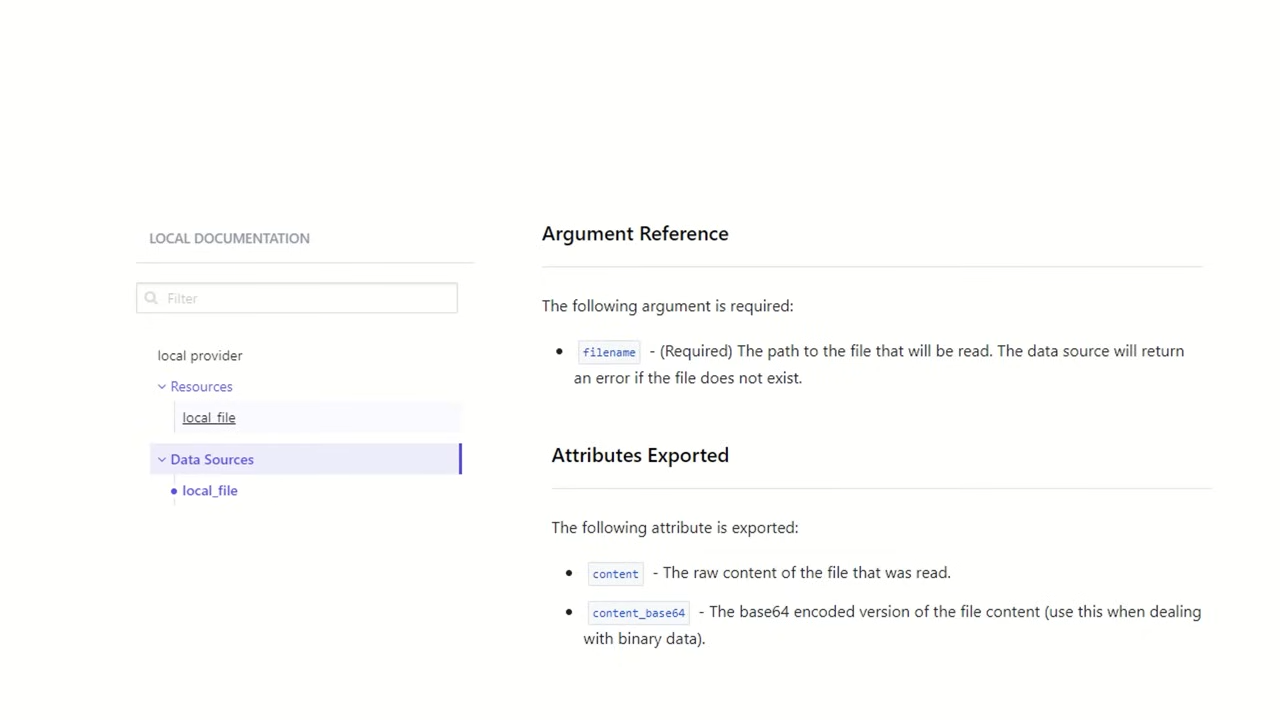 LOCAL DOCUMENTATION
Filter
local provider
Resources
local_file
Data Sources
local_file
Argument Reference
The following argument is required:
filename - (Required) The path to the file that will be read. The data source will return
an error if the file does not exist.
Attributes Exported
The following attribute is exported:
content - The raw content of the file that was read.
content_base64 - The base64 encoded version of the file content (use this when dealing
with binary data).